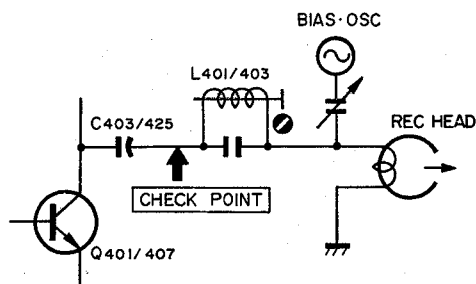 BIAS·OSC
L401/403
C403/425
REC HEAD
CHECK POINT
Q401/407